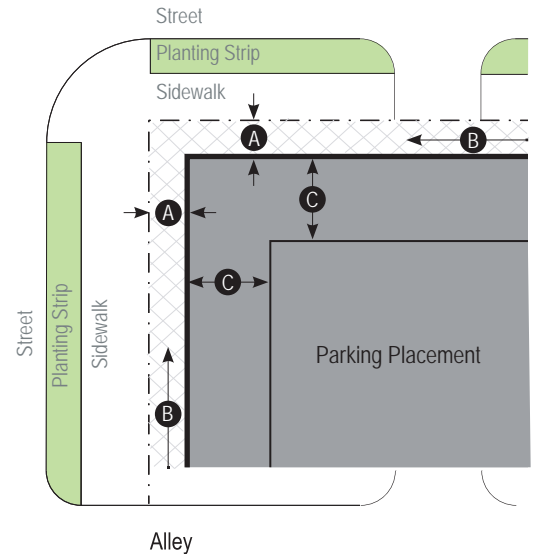 Street
Planting Strip
Sidewalk
A
B
A
C
C
Street
Planting Strip
Sidewalk
Parking Placement
B
Alley